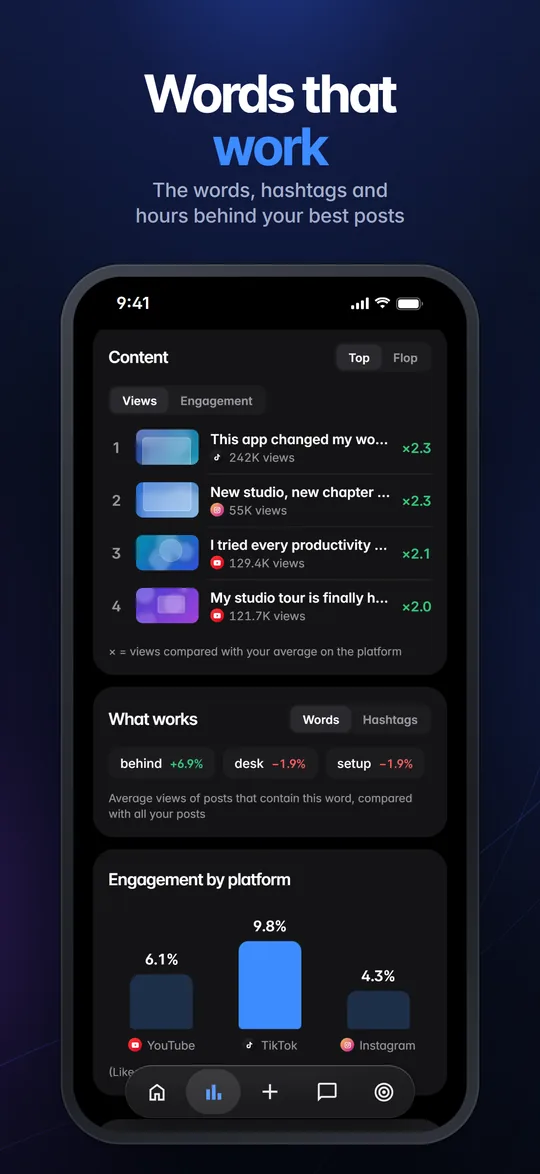 Words that
work
The words, hashtags and
hours behind your best posts
9:41
Content
Top
Flop
Views
Engagement
1
This app changed my wo...
242K views
×2.3
2
New studio, new chapter ...
55K views
×2.3
3
I tried every productivity ...
129.4K views
×2.1
4
My studio tour is finally h...
121.7K views
×2.0
× = views compared with your average on the platform
What works
Words
Hashtags
behind +6.9%
desk −1.9%
setup −1.9%
Average views of posts that contain this word, compared
with all your posts
Engagement by platform
9.8%
6.1%
4.3%
YouTube
TikTok
Instagram